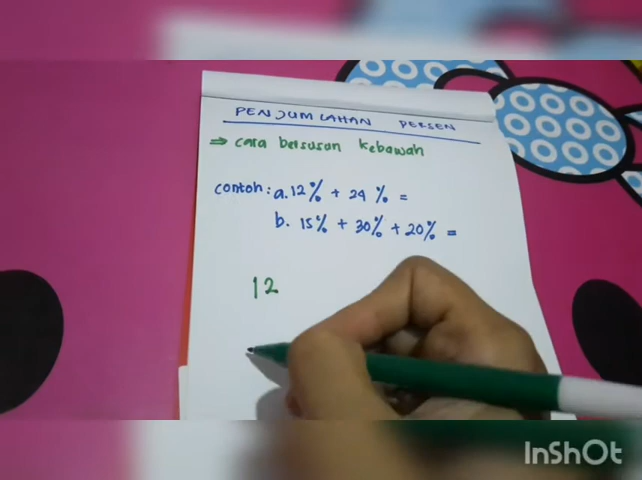 PENJUMLAHAN PERSEN
⇒ cara bersusun kebawah
contoh : a. 12% + 24 % =
b. 15% + 30% + 20% =
12
InShOt